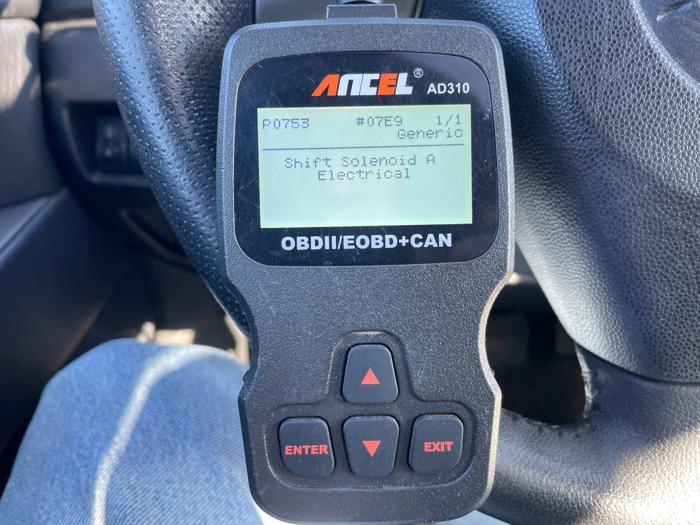 ANCEL® AD310
P0753 #07E9 1/1
Generic
Shift Solenoid A
Electrical
OBDII/EOBD+CAN
ENTER EXIT